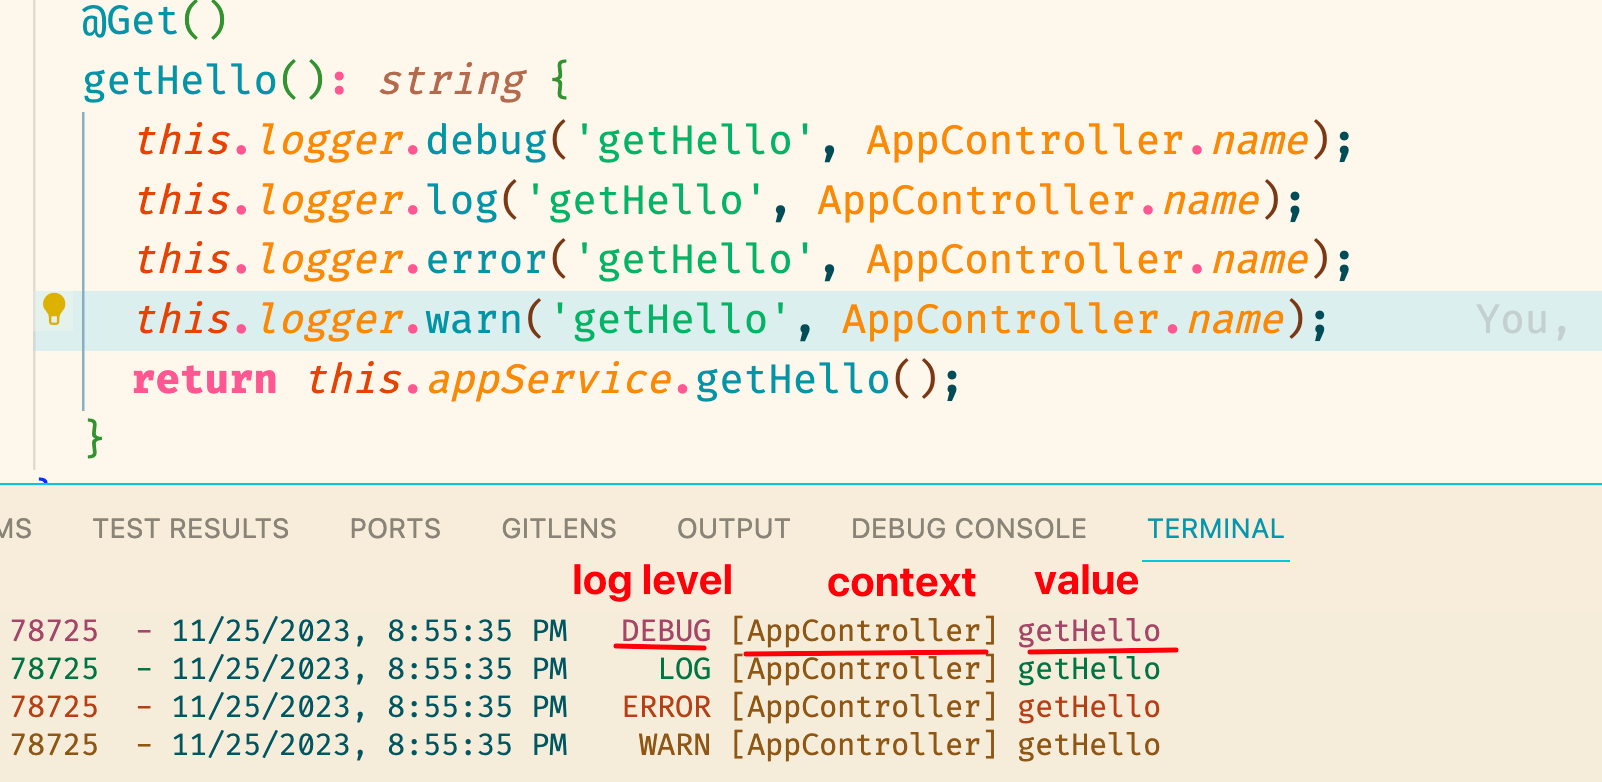 @Get()
getHello(): string {
this.logger.debug('getHello', AppController.name);
this.logger.log('getHello', AppController.name);
this.logger.error('getHello', AppController.name);
this.logger.warn('getHello', AppController.name); You,
return this.appService.getHello();
}
MS TEST RESULTS PORTS GITLENS OUTPUT DEBUG CONSOLE TERMINAL
log level context value
78725 - 11/25/2023, 8:55:35 PM DEBUG [AppController] getHello
78725 - 11/25/2023, 8:55:35 PM LOG [AppController] getHello
78725 - 11/25/2023, 8:55:35 PM ERROR [AppController] getHello
78725 - 11/25/2023, 8:55:35 PM WARN [AppController] getHello